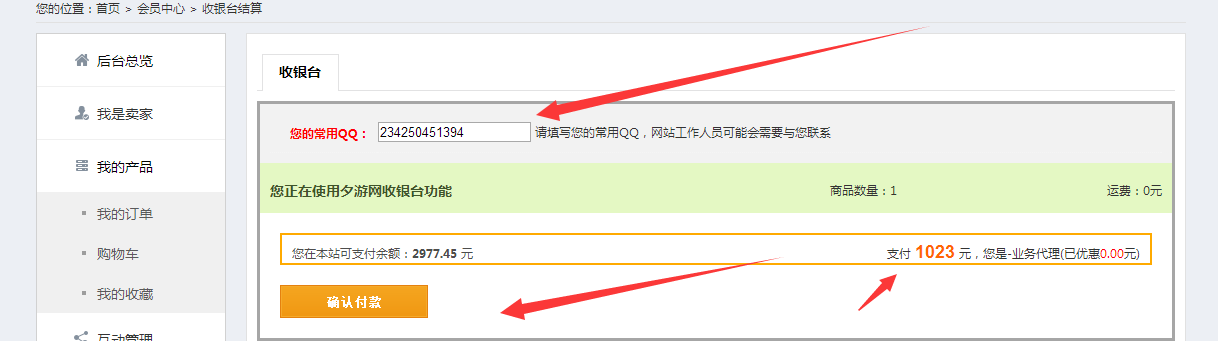 您的位置：首页 > 会员中心 > 收银台结算
后台总览
我是卖家
我的产品
我的订单
购物车
我的收藏
互动管理
收银台
您的常用QQ： 234250451394 请填写您的常用QQ，网站工作人员可能会需要与您联系
您正在使用夕游网收银台功能 商品数量：1 运费：0元
您在本站可支付余额：2977.45 元 支付 1023 元，您是-业务代理(已优惠0.00元)
确认付款